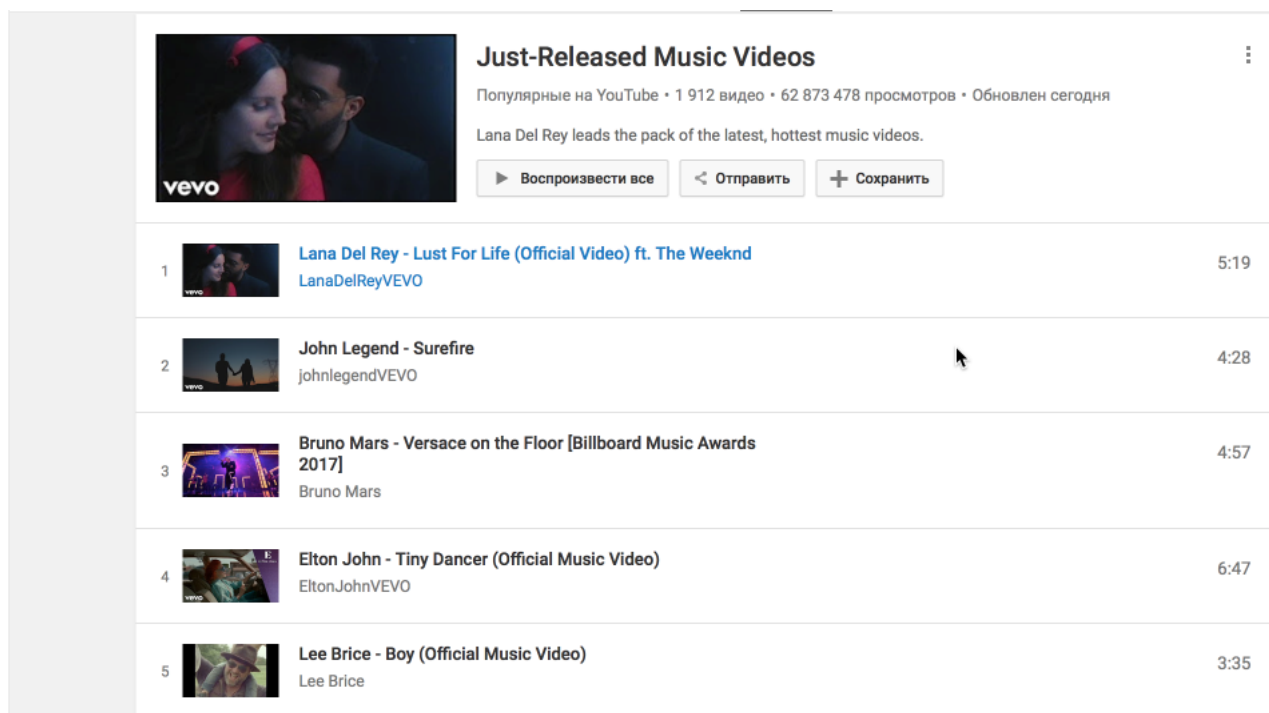 Just-Released Music Videos
Популярные на YouTube • 1 912 видео • 62 873 478 просмотров • Обновлен сегодня
Lana Del Rey leads the pack of the latest, hottest music videos.
vevo
Воспроизвести все
Отправить
Сохранить
1
vevo
Lana Del Rey - Lust For Life (Official Video) ft. The Weeknd
LanaDelReyVEVO
5:19
2
vevo
John Legend - Surefire
johnlegendVEVO
4:28
3
Bruno Mars - Versace on the Floor [Billboard Music Awards
2017]
Bruno Mars
4:57
4
vevo
E
Elton John - Tiny Dancer (Official Music Video)
EltonJohnVEVO
6:47
5
Lee Brice - Boy (Official Music Video)
Lee Brice
3:35